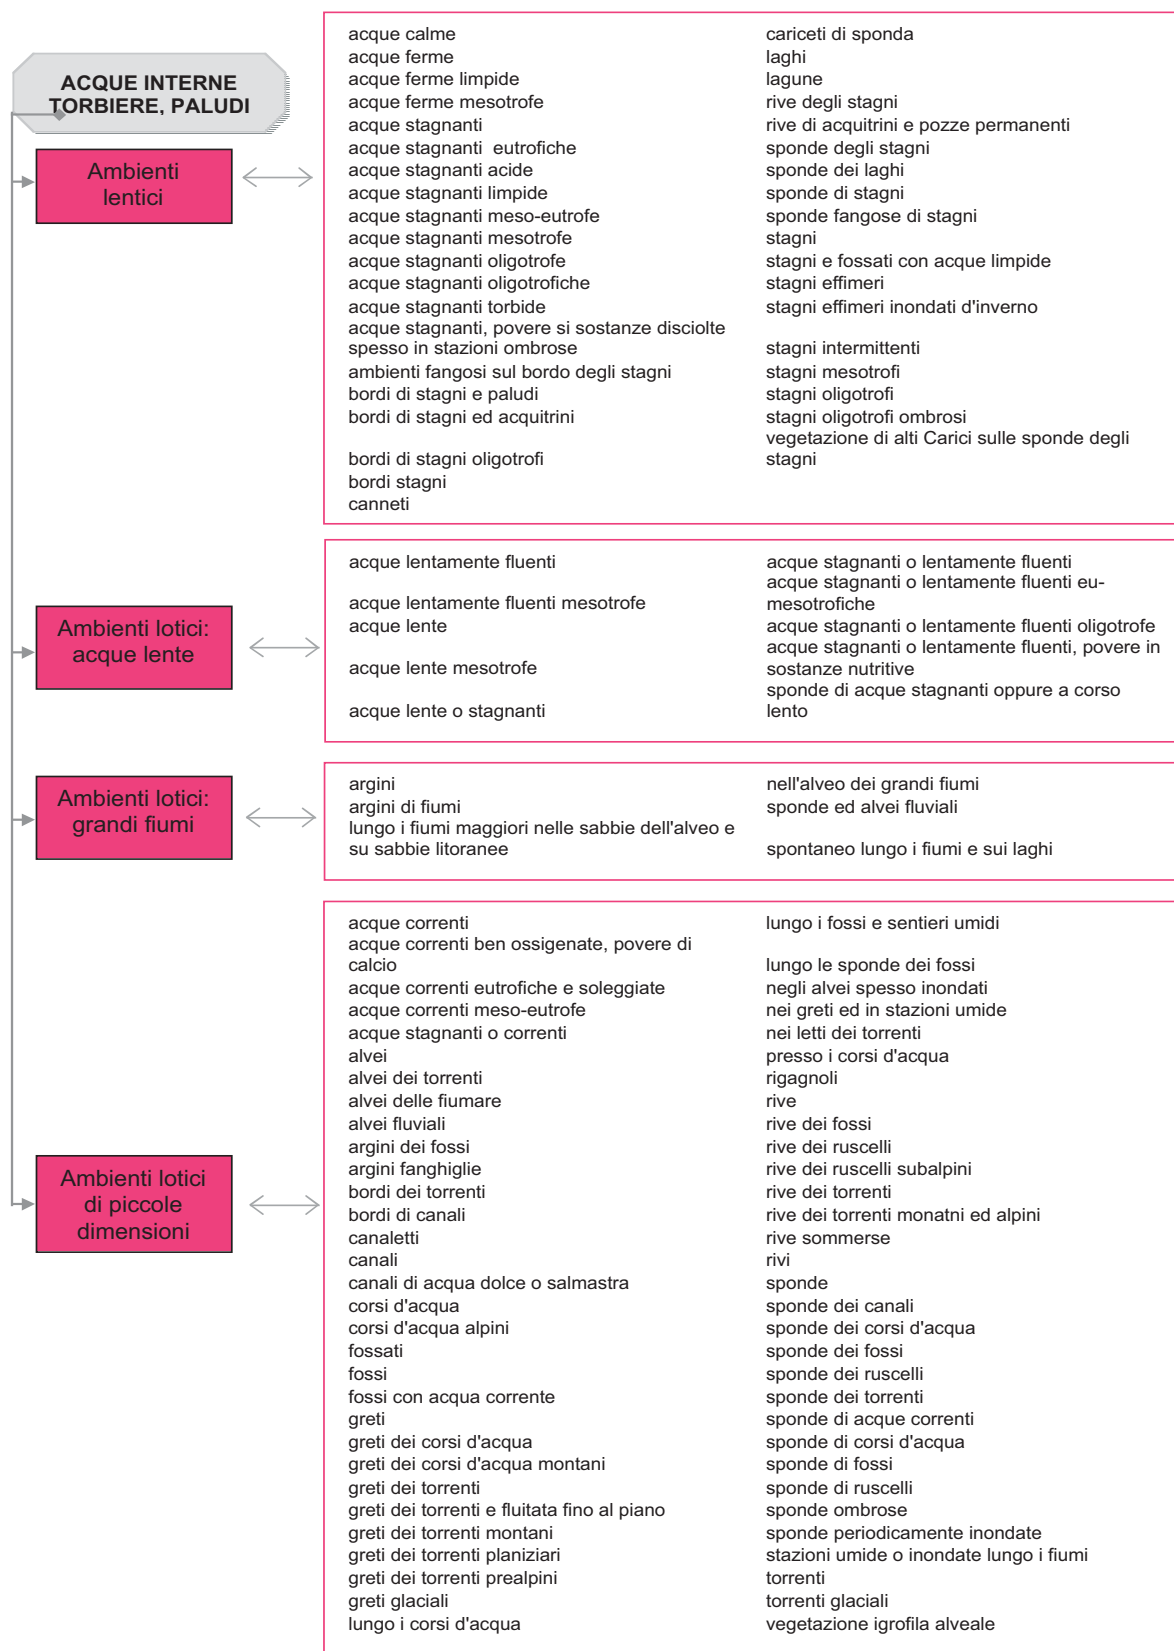 ACQUE INTERNE
TORBIERE, PALUDI
Ambienti
lentici
acque calme
acque ferme
acque ferme limpide
acque ferme mesotrofe
acque stagnanti
acque stagnanti  eutrofiche
acque stagnanti acide
acque stagnanti limpide
acque stagnanti meso-eutrofe
acque stagnanti mesotrofe
acque stagnanti oligotrofe
acque stagnanti oligotrofiche
acque stagnanti torbide
acque stagnanti, povere si sostanze disciolte
spesso in stazioni ombrose
ambienti fangosi sul bordo degli stagni
bordi di stagni e paludi
bordi di stagni ed acquitrini
bordi di stagni oligotrofi
bordi stagni
canneti
cariceti di sponda
laghi
lagune
rive degli stagni
rive di acquitrini e pozze permanenti
sponde degli stagni
sponde dei laghi
sponde di stagni
sponde fangose di stagni
stagni
stagni e fossati con acque limpide
stagni effimeri
stagni effimeri inondati d'inverno
stagni intermittenti
stagni mesotrofi
stagni oligotrofi
stagni oligotrofi ombrosi
vegetazione di alti Carici sulle sponde degli
stagni
Ambienti lotici:
acque lente
acque lentamente fluenti
acque lentamente fluenti mesotrofe
acque lente
acque lente mesotrofe
acque lente o stagnanti
acque stagnanti o lentamente fluenti
acque stagnanti o lentamente fluenti eu-
mesotrofiche
acque stagnanti o lentamente fluenti oligotrofe
acque stagnanti o lentamente fluenti, povere in
sostanze nutritive
sponde di acque stagnanti oppure a corso
lento
Ambienti lotici:
grandi fiumi
argini
argini di fiumi
lungo i fiumi maggiori nelle sabbie dell'alveo e
su sabbie litoranee
nell'alveo dei grandi fiumi
sponde ed alvei fluviali
spontaneo lungo i fiumi e sui laghi
Ambienti lotici
di piccole
dimensioni
acque correnti
acque correnti ben ossigenate, povere di
calcio
acque correnti eutrofiche e soleggiate
acque correnti meso-eutrofe
acque stagnanti o correnti
alvei
alvei dei torrenti
alvei delle fiumare
alvei fluviali
argini dei fossi
argini fanghiglie
bordi dei torrenti
bordi di canali
canaletti
canali
canali di acqua dolce o salmastra
corsi d'acqua
corsi d'acqua alpini
fossati
fossi
fossi con acqua corrente
greti
greti dei corsi d'acqua
greti dei corsi d'acqua montani
greti dei torrenti
greti dei torrenti e fluitata fino al piano
greti dei torrenti montani
greti dei torrenti planiziari
greti dei torrenti prealpini
greti glaciali
lungo i corsi d'acqua
lungo i fossi e sentieri umidi
lungo le sponde dei fossi
negli alvei spesso inondati
nei greti ed in stazioni umide
nei letti dei torrenti
presso i corsi d'acqua
rigagnoli
rive
rive dei fossi
rive dei ruscelli
rive dei ruscelli subalpini
rive dei torrenti
rive dei torrenti monatni ed alpini
rive sommerse
rivi
sponde
sponde dei canali
sponde dei corsi d'acqua
sponde dei fossi
sponde dei ruscelli
sponde dei torrenti
sponde di acque correnti
sponde di corsi d'acqua
sponde di fossi
sponde di ruscelli
sponde ombrose
sponde periodicamente inondate
stazioni umide o inondate lungo i fiumi
torrenti
torrenti glaciali
vegetazione igrofila alveale